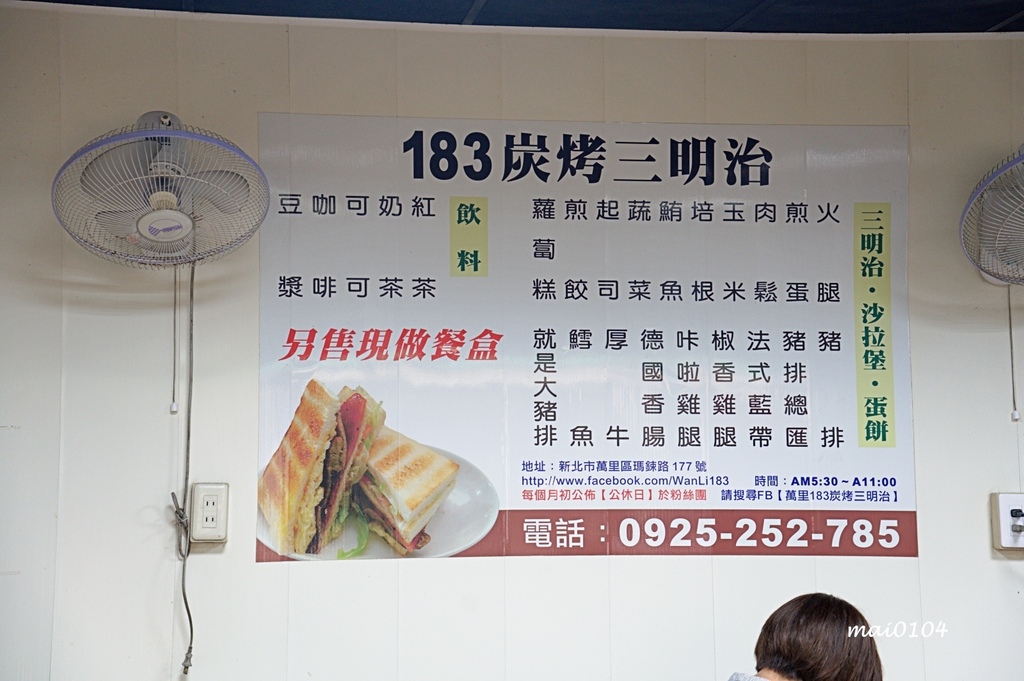 183炭烤三明治
三明治・沙拉堡・蛋餅
火腿
煎蛋
肉鬆
玉米
培根
鮪魚
蔬菜
起司
煎餃
蘿蔔糕
豬排
豬排總匯
法式藍帶
椒香雞腿
咔啦雞腿
德國香腸
厚牛
鱈魚
就是大豬排
飲料
紅茶
奶茶
可可
咖啡
豆漿
另售現做餐盒
地址：新北市萬里區瑪鋉路177號
http://www.facebook.com/WanLi183 時間：AM5:30～A11:00
每個月初公佈【公休日】於粉絲團 請搜尋FB【萬里183炭烤三明治】
電話：0925-252-785
mai0104